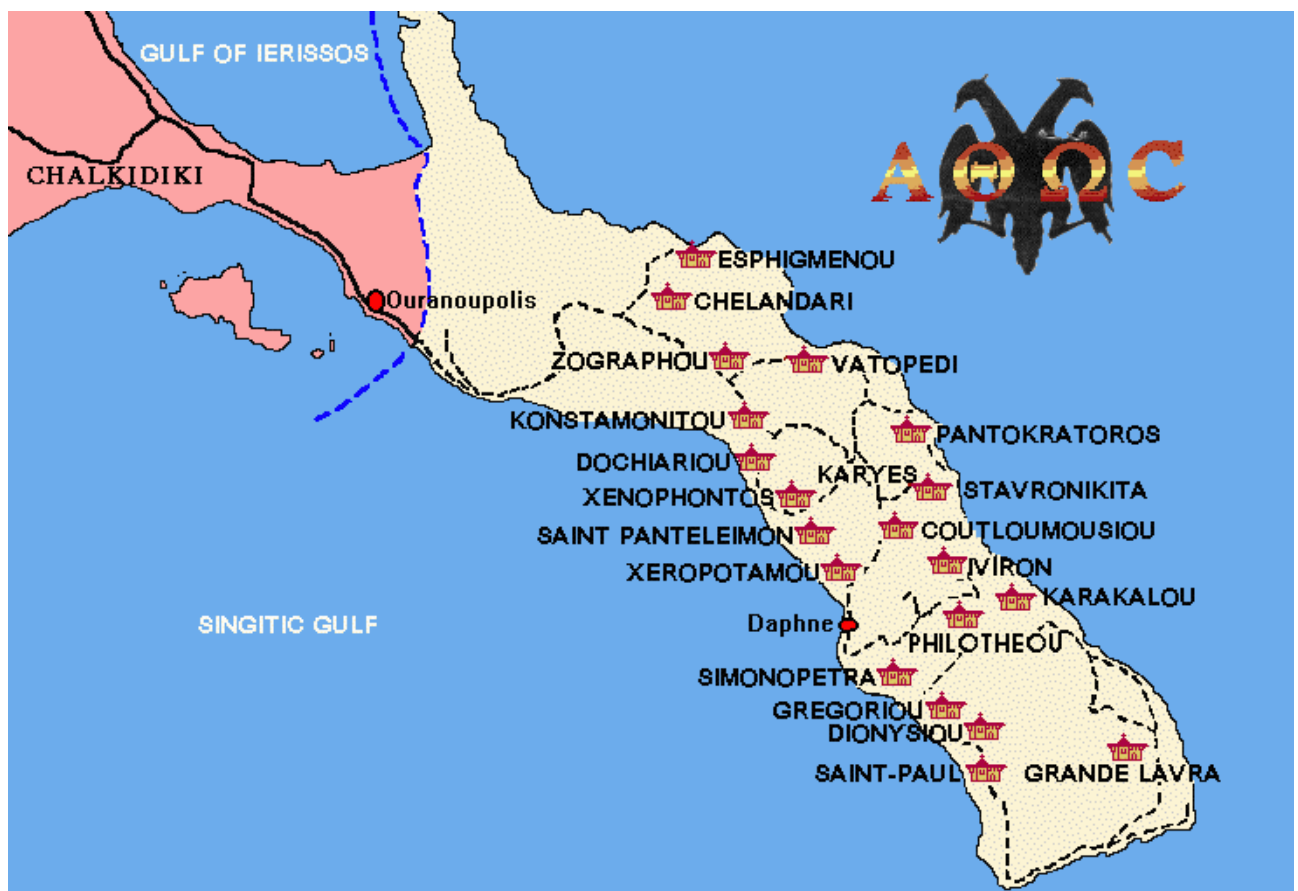 GULF OF IERISSOS
CHALKIDIKI
ΑΘΩC
ESPHIGMENOU
Ouranoupolis
CHELANDARI
ZOGRAPHOU
VATOPEDI
KONSTAMONITOU
PANTOKRATOROS
DOCHIARIOU
KARYES
XENOPHONTOS
STAVRONIKITA
SAINT PANTELEIMON
COUTLOUMOUSIOU
XEROPOTAMOU
IVIRON
KARAKALOU
SINGITIC GULF
Daphne
PHILOTHEOU
SIMONOPETRA
GREGORIOU
DIONYSIOU
SAINT-PAUL
GRANDE LAVRA